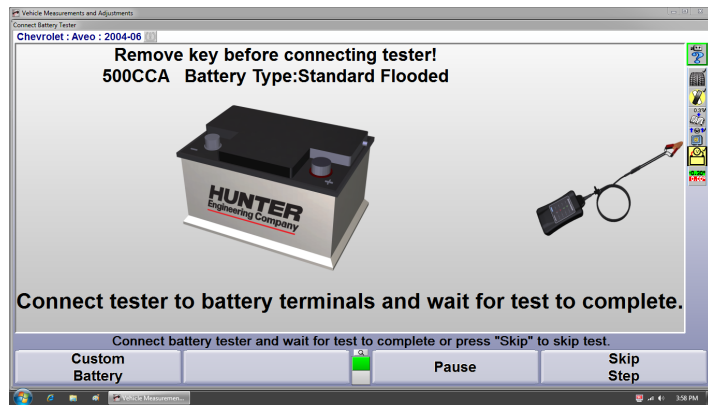 Vehicle Measurements and Adjustments
Connect Battery Tester
Chevrolet : Aveo : 2004-06
Remove key before connecting tester!
500CCA Battery Type:Standard Flooded
HUNTER
Engineering Company
Connect tester to battery terminals and wait for test to complete.
Connect battery tester and wait for test to complete or press "Skip" to skip test.
Custom
Battery
Pause
Skip
Step
Vehicle Measuremen...
3:58 PM